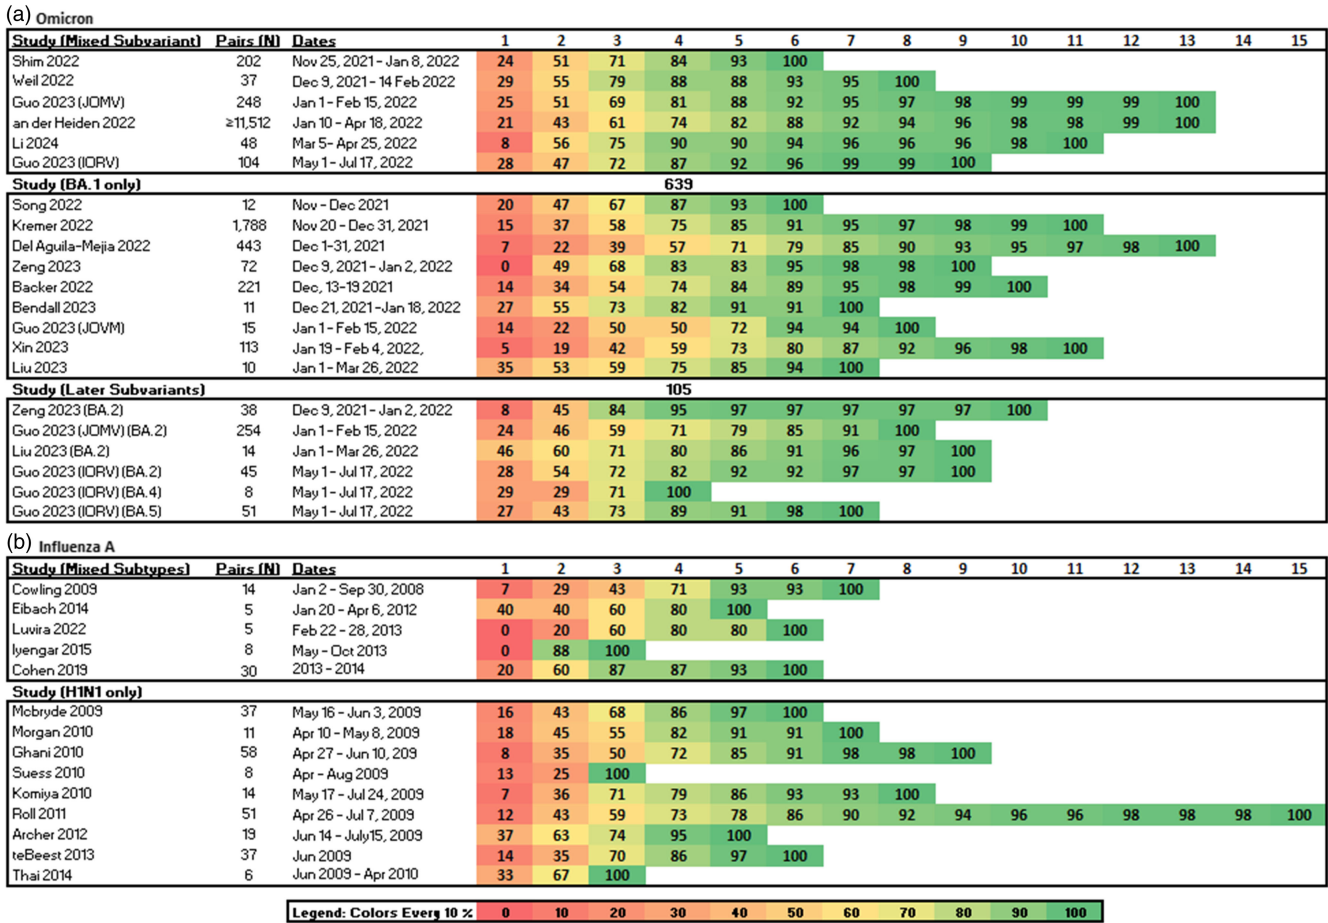 (a) Omicron
Study (Mixed Subvariant) Pairs (N) Dates 1 2 3 4 5 6 7 8 9 10 11 12 13 14 15
Shim 2022 202 Nov 25, 2021 - Jan 8, 2022 24 51 71 84 93 100
Weil 2022 37 Dec 9, 2021 - 14 Feb 2022 29 55 79 88 88 93 95 100
Guo 2023 (JOMV) 248 Jan 1 - Feb 15, 2022 25 51 69 81 88 92 95 97 98 99 99 99 100
an der Heiden 2022 ≥11,512 Jan 10 - Apr 18, 2022 21 43 61 74 82 88 92 94 96 98 98 99 100
Li 2024 48 Mar 5- Apr 25, 2022 8 56 75 90 90 94 96 96 96 98 100
Guo 2023 (IORV) 104 May 1 - Jul 17, 2022 28 47 72 87 92 96 99 99 100
Study (BA.1 only) 639
Song 2022 12 Nov - Dec 2021 20 47 67 87 93 100
Kremer 2022 1,788 Nov 20 - Dec 31, 2021 15 37 58 75 85 91 95 97 98 99 100
Del Aguila-Mejia 2022 443 Dec 1-31, 2021 7 22 39 57 71 79 85 90 93 95 97 98 100
Zeng 2023 72 Dec 9, 2021 - Jan 2, 2022 0 49 68 83 83 95 98 98 100
Backer 2022 221 Dec, 13-19 2021 14 34 54 74 84 89 95 98 99 100
Bendall 2023 11 Dec 21, 2021 -Jan 18, 2022 27 55 73 82 91 91 100
Guo 2023 (JOVM) 15 Jan 1 - Feb 15, 2022 14 22 50 50 72 94 94 100
Xin 2023 113 Jan 19 - Feb 4, 2022, 5 19 42 59 73 80 87 92 96 98 100
Liu 2023 10 Jan 1 - Mar 26, 2022 35 53 59 75 85 94 100
Study (Later Subvariants) 105
Zeng 2023 (BA.2) 38 Dec 9, 2021 - Jan 2, 2022 8 45 84 95 97 97 97 97 97 100
Guo 2023 (JOMV) (BA.2) 254 Jan 1 - Feb 15, 2022 24 46 59 71 79 85 91 100
Liu 2023 (BA.2) 14 Jan 1 - Mar 26, 2022 46 60 71 80 86 91 96 97 100
Guo 2023 (IORV) (BA.2) 45 May 1 - Jul 17, 2022 28 54 72 82 92 92 97 97 100
Guo 2023 (IORV) (BA.4) 8 May 1 - Jul 17, 2022 29 29 71 100
Guo 2023 (IORV) (BA.5) 51 May 1 - Jul 17, 2022 27 43 73 89 91 98 100
(b) Influenza A
Study (Mixed Subtypes) Pairs (N) Dates 1 2 3 4 5 6 7 8 9 10 11 12 13 14 15
Cowling 2009 14 Jan 2 - Sep 30, 2008 7 29 43 71 93 93 100
Eibach 2014 5 Jan 20 - Apr 6, 2012 40 40 60 80 100
Luvira 2022 5 Feb 22 - 28, 2013 0 20 60 80 80 100
Iyengar 2015 8 May - Oct 2013 0 88 100
Cohen 2019 30 2013 - 2014 20 60 87 87 93 100
Study (H1N1 only)
Mcbryde 2009 37 May 16 - Jun 3, 2009 16 43 68 86 97 100
Morgan 2010 11 Apr 10 - May 8, 2009 18 45 55 82 91 91 100
Ghani 2010 58 Apr 27 - Jun 10, 209 8 35 50 72 85 91 98 98 100
Suess 2010 8 Apr - Aug 2009 13 25 100
Komiya 2010 14 May 17 - Jul 24, 2009 7 36 71 79 86 93 93 100
Roll 2011 51 Apr 26 - Jul 7, 2009 12 43 59 73 78 86 90 92 94 96 96 98 98 98 100
Archer 2012 19 Jun 14 - July15, 2009 37 63 74 95 100
teBeest 2013 37 Jun 2009 14 35 70 86 97 100
Thai 2014 6 Jun 2009 - Apr 2010 33 67 100
Legend: Colors Every 10 % 0 10 20 30 40 50 60 70 80 90 100